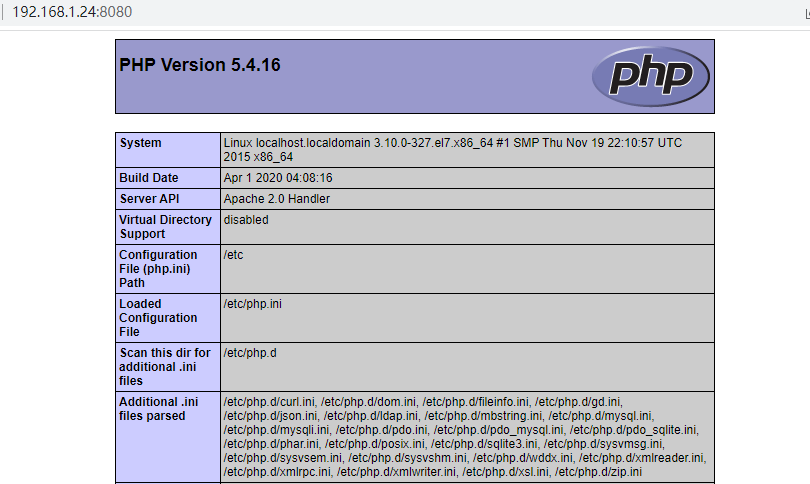 192.168.1.24:8080
PHP Version 5.4.16
php
System
Linux localhost.localdomain 3.10.0-327.el7.x86_64 #1 SMP Thu Nov 19 22:10:57 UTC
2015 x86_64
Build Date
Apr 1 2020 04:08:16
Server API
Apache 2.0 Handler
Virtual Directory
Support
disabled
Configuration
File (php.ini)
Path
/etc
Loaded
Configuration
File
/etc/php.ini
Scan this dir for
additional .ini
files
/etc/php.d
Additional .ini
files parsed
/etc/php.d/curl.ini, /etc/php.d/dom.ini, /etc/php.d/fileinfo.ini, /etc/php.d/gd.ini,
/etc/php.d/json.ini, /etc/php.d/ldap.ini, /etc/php.d/mbstring.ini, /etc/php.d/mysql.ini,
/etc/php.d/mysqli.ini, /etc/php.d/pdo.ini, /etc/php.d/pdo_mysql.ini, /etc/php.d/pdo_sqlite.ini,
/etc/php.d/phar.ini, /etc/php.d/posix.ini, /etc/php.d/sqlite3.ini, /etc/php.d/sysvmsg.ini,
/etc/php.d/sysvsem.ini, /etc/php.d/sysvshm.ini, /etc/php.d/wddx.ini, /etc/php.d/xmlreader.ini,
/etc/php.d/xmlrpc.ini, /etc/php.d/xmlwriter.ini, /etc/php.d/xsl.ini, /etc/php.d/zip.ini